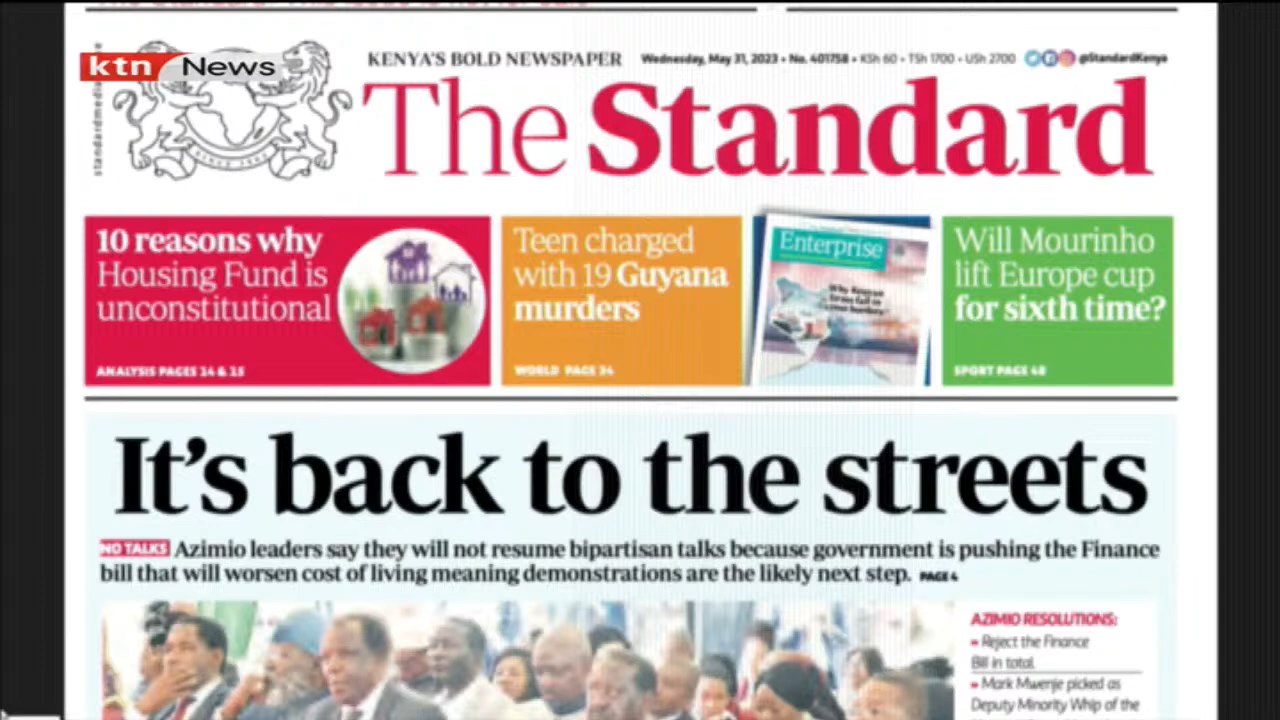 ktn News
KENYA'S BOLD NEWSPAPER
Wednesday, May 31, 2023 • No. 401758 • KSh 60 • TSh 1700 • USh 2700
@StandardKenya
The Standard
SINCE 1902
10 reasons why
Housing Fund is
unconstitutional
ANALYSIS PAGES 14 & 15
Teen charged
with 19 Guyana
murders
WORLD PAGE 34
Enterprise
Will Mourinho
lift Europe cup
for sixth time?
SPORT PAGE 48
It's back to the streets
NO TALKS Azimio leaders say they will not resume bipartisan talks because government is pushing the Finance
bill that will worsen cost of living meaning demonstrations are the likely next step. PAGE 4
AZIMIO RESOLUTIONS:
» Reject the Finance
Bill in total.
» Mark Mwenje picked as
Deputy Minority Whip of the